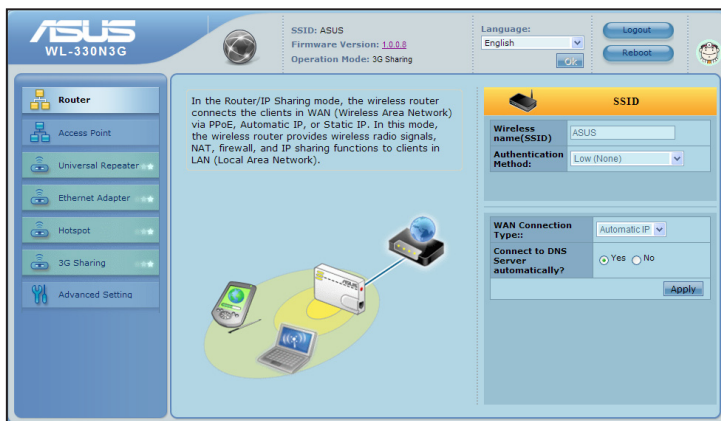 ASUS
WL-330N3G
SSID: ASUS
Firmware Version: 1.0.0.8
Operation Mode: 3G Sharing
Language:
English
OK
Logout
Reboot
Router
Access Point
Universal Repeater
Ethernet Adapter
Hotspot
3G Sharing
Advanced Setting
In the Router/IP Sharing mode, the wireless router
connects the clients in WAN (Wireless Area Network)
via PPoE, Automatic IP, or Static IP. In this mode,
the wireless router provides wireless radio signals,
NAT, firewall, and IP sharing functions to clients in
LAN (Local Area Network).
SSID
Wireless
name(SSID)
ASUS
Authentication
Method:
Low (None)
WAN Connection
Type::
Automatic IP
Connect to DNS
Server
automatically?
Yes No
Apply